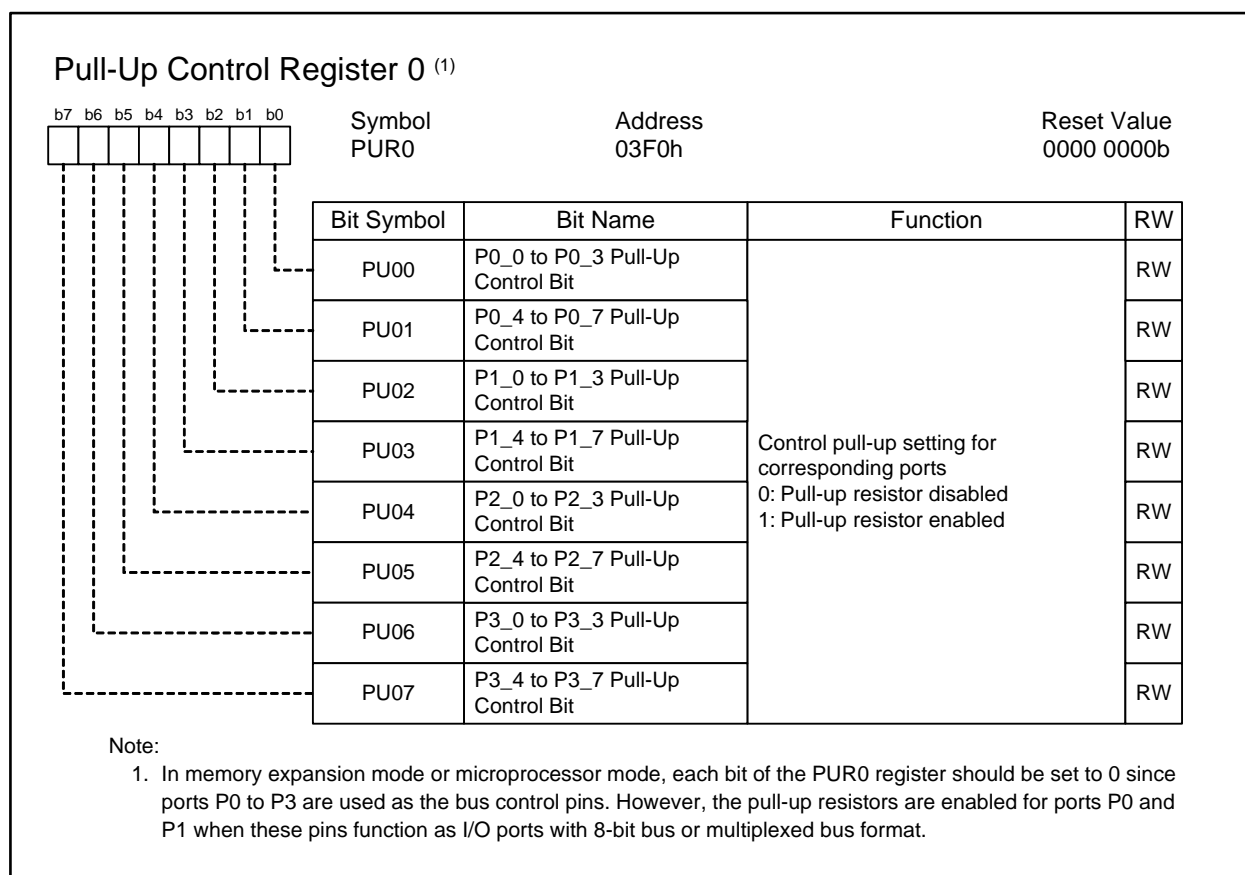 Pull-Up Control Register 0 (1)
b7 b6 b5 b4 b3 b2 b1 b0
Symbol Address Reset Value
PUR0 03F0h 0000 0000b
Bit Symbol Bit Name Function RW
PU00 P0_0 to P0_3 Pull-Up
Control Bit RW
PU01 P0_4 to P0_7 Pull-Up
Control Bit RW
PU02 P1_0 to P1_3 Pull-Up
Control Bit RW
PU03 P1_4 to P1_7 Pull-Up
Control Bit RW
PU04 P2_0 to P2_3 Pull-Up
Control Bit RW
PU05 P2_4 to P2_7 Pull-Up
Control Bit RW
PU06 P3_0 to P3_3 Pull-Up
Control Bit RW
PU07 P3_4 to P3_7 Pull-Up
Control Bit RW
Control pull-up setting for
corresponding ports
0: Pull-up resistor disabled
1: Pull-up resistor enabled
Note:
1. In memory expansion mode or microprocessor mode, each bit of the PUR0 register should be set to 0 since
ports P0 to P3 are used as the bus control pins. However, the pull-up resistors are enabled for ports P0 and
P1 when these pins function as I/O ports with 8-bit bus or multiplexed bus format.